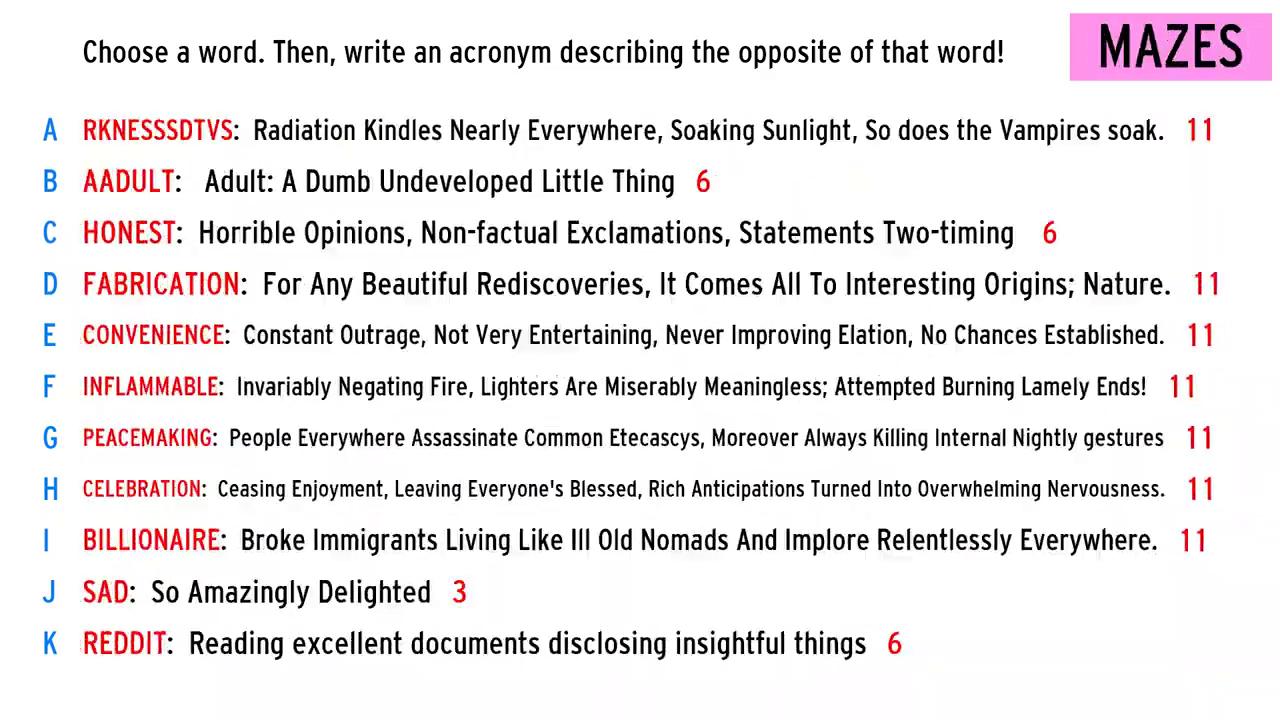 Choose a word. Then, write an acronym describing the opposite of that word!
MAZES
A RKNESSSDTVS: Radiation Kindles Nearly Everywhere, Soaking Sunlight, So does the Vampires soak. 11
B AADULT: Adult: A Dumb Undeveloped Little Thing 6
C HONEST: Horrible Opinions, Non-factual Exclamations, Statements Two-timing 6
D FABRICATION: For Any Beautiful Rediscoveries, It Comes All To Interesting Origins; Nature. 11
E CONVENIENCE: Constant Outrage, Not Very Entertaining, Never Improving Elation, No Chances Established. 11
F INFLAMMABLE: Invariably Negating Fire, Lighters Are Miserably Meaningless; Attempted Burning Lamely Ends! 11
G PEACEMAKING: People Everywhere Assassinate Common Etecascys, Moreover Always Killing Internal Nightly gestures 11
H CELEBRATION: Ceasing Enjoyment, Leaving Everyone's Blessed, Rich Anticipations Turned Into Overwhelming Nervousness. 11
I BILLIONAIRE: Broke Immigrants Living Like Ill Old Nomads And Implore Relentlessly Everywhere. 11
J SAD: So Amazingly Delighted 3
K REDDIT: Reading excellent documents disclosing insightful things 6